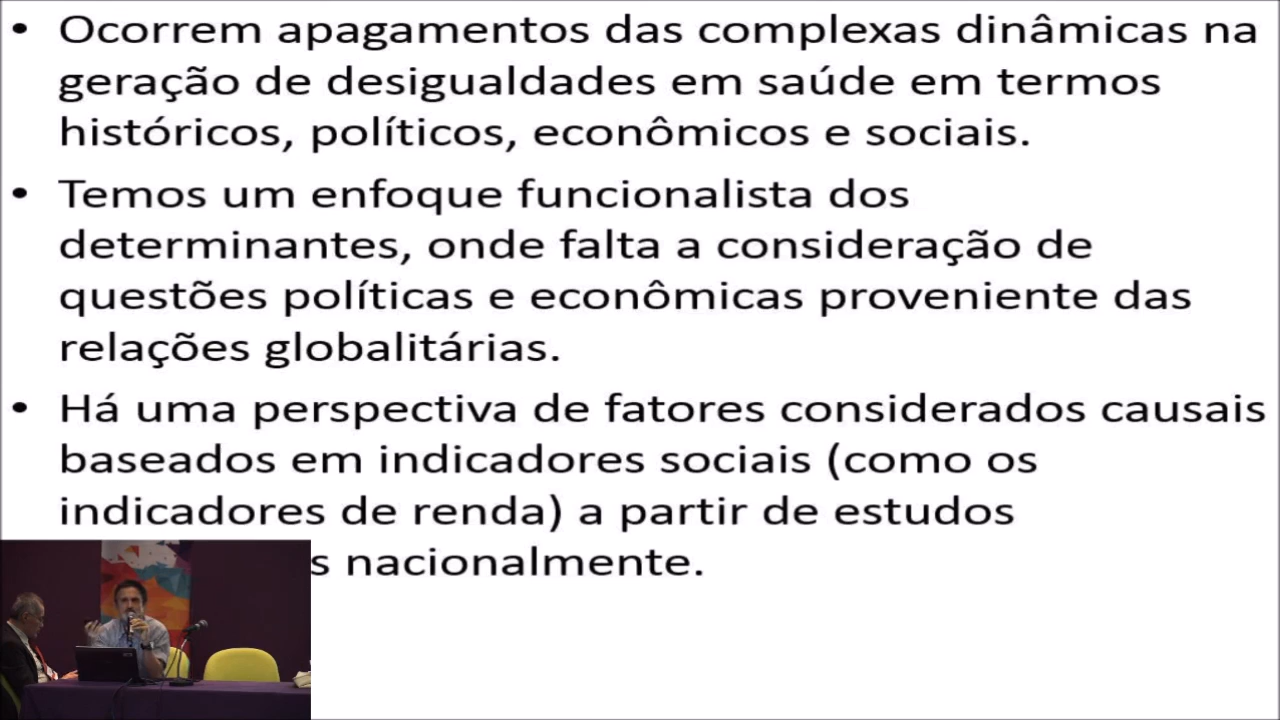 • Ocorrem apagamentos das complexas dinâmicas na
geração de desigualdades em saúde em termos
históricos, políticos, econômicos e sociais.
• Temos um enfoque funcionalista dos
determinantes, onde falta a consideração de
questões políticas e econômicas proveniente das
relações globalitárias.
• Há uma perspectiva de fatores considerados causais
baseados em indicadores sociais (como os
indicadores de renda) a partir de estudos
nacionalmente.